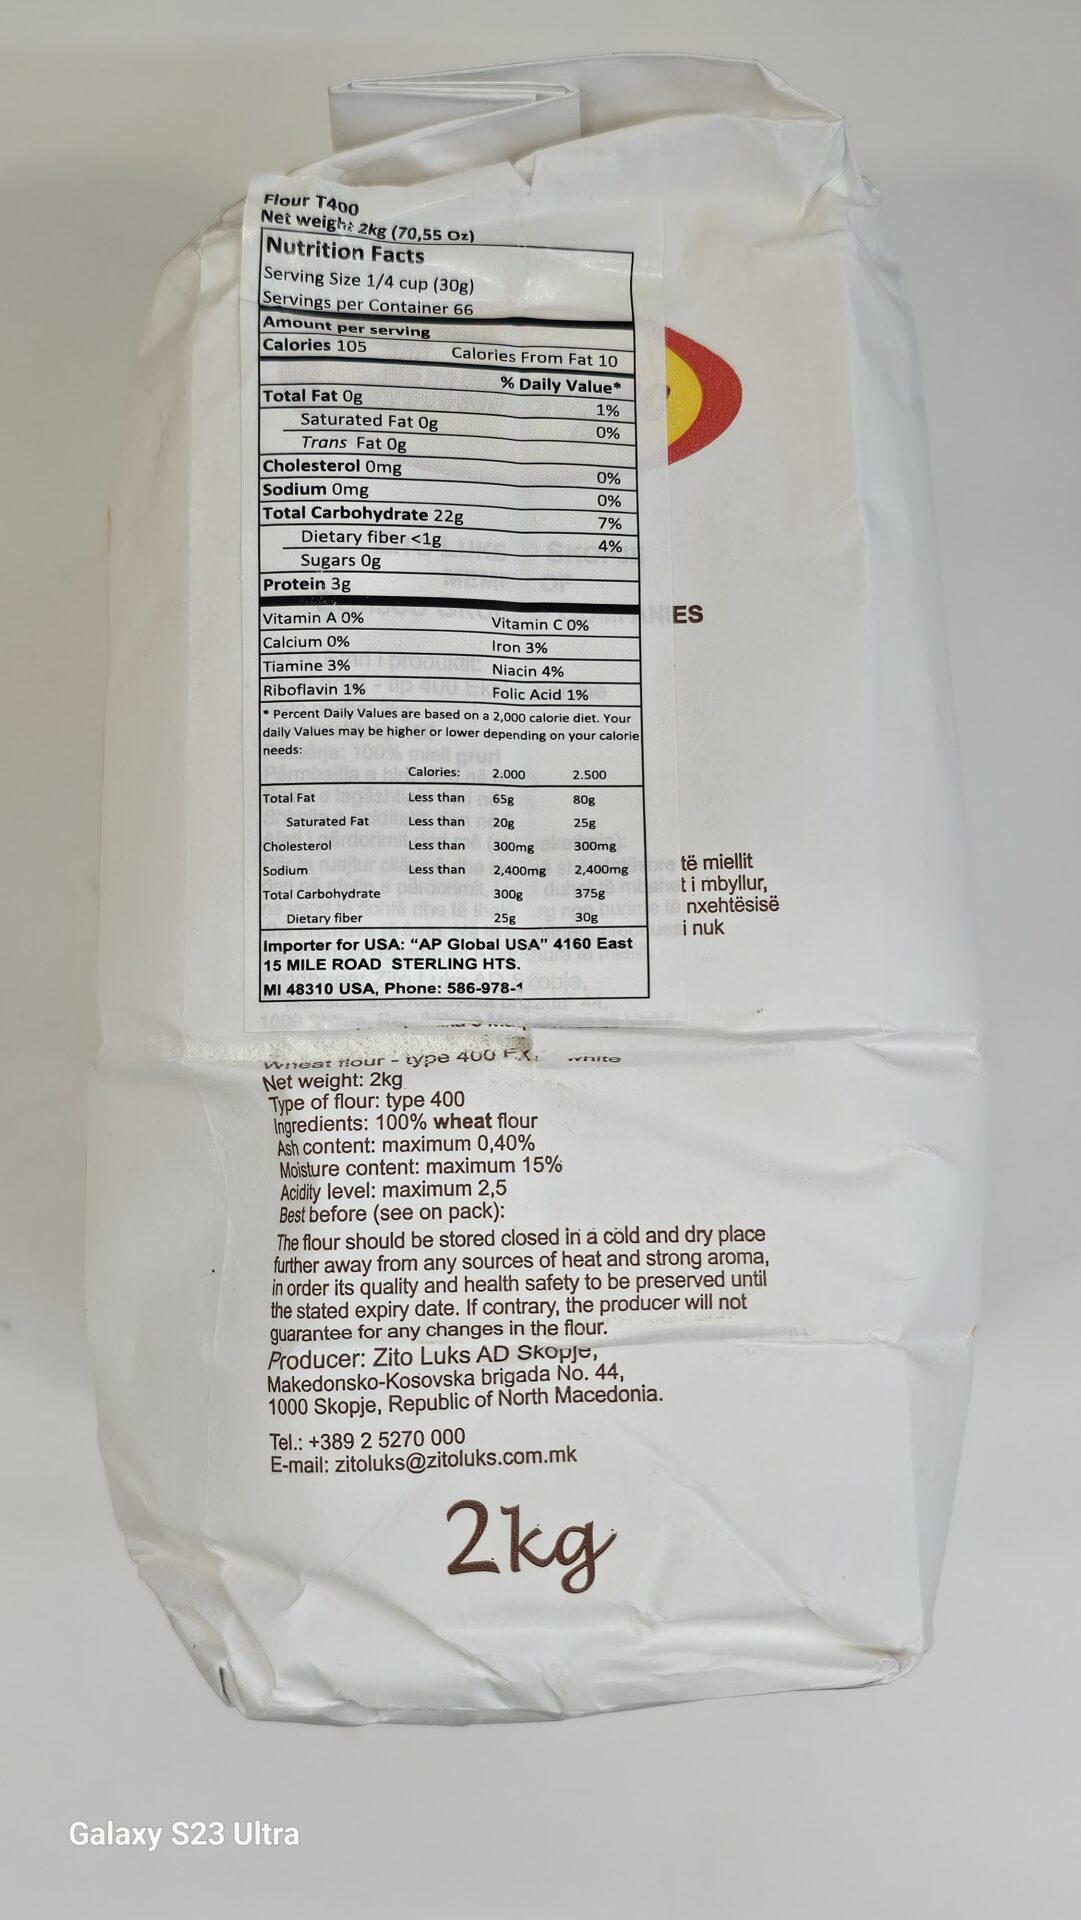 Flour T400
Net weight 2kg (70,55 Oz)
Nutrition Facts
Serving Size 1/4 cup (30g)
Servings per Container 66
Amount per serving
Calories 105 Calories From Fat 10
% Daily Value*
Total Fat 0g 1%
Saturated Fat 0g 0%
Trans Fat 0g
Cholesterol 0mg 0%
Sodium 0mg 0%
Total Carbohydrate 22g 7%
Dietary fiber <1g 4%
Sugars 0g
Protein 3g
Vitamin A 0% Vitamin C 0%
Calcium 0% Iron 3%
Tiamine 3% Niacin 4%
Riboflavin 1% Folic Acid 1%
* Percent Daily Values are based on a 2,000 calorie diet. Your
daily Values may be higher or lower depending on your calorie
needs:
Calories: 2.000 2.500
Total Fat Less than 65g 80g
Saturated Fat Less than 20g 25g
Cholesterol Less than 300mg 300mg
Sodium Less than 2,400mg 2,400mg
Total Carbohydrate 300g 375g
Dietary fiber 25g 30g
Importer for USA: “AP Global USA” 4160 East
15 MILE ROAD STERLING HTS.
MI 48310 USA, Phone: 586-978-1
ES
të miellit
t i mbyllur,
nxehtësisë
i nuk
Wheat flour - type 400 white
Net weight: 2kg
Type of flour: type 400
Ingredients: 100% wheat flour
Ash content: maximum 0,40%
Moisture content: maximum 15%
Acidity level: maximum 2,5
Best before (see on pack):
The flour should be stored closed in a cold and dry place
further away from any sources of heat and strong aroma,
in order its quality and health safety to be preserved until
the stated expiry date. If contrary, the producer will not
guarantee for any changes in the flour.
Producer: Zito Luks AD Skopje,
Makedonsko-Kosovska brigada No. 44,
1000 Skopje, Republic of North Macedonia.
Tel.: +389 2 5270 000
E-mail: zitoluks@zitoluks.com.mk
2kg
Galaxy S23 Ultra